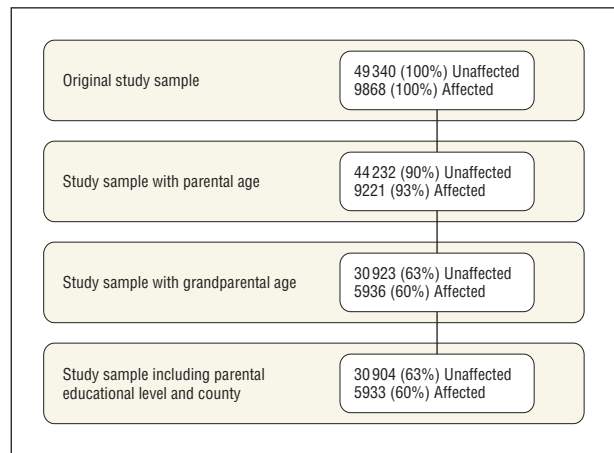 Original study sample
49 340 (100%) Unaffected
9868 (100%) Affected
Study sample with parental age
44 232 (90%) Unaffected
9221 (93%) Affected
Study sample with grandparental age
30 923 (63%) Unaffected
5936 (60%) Affected
Study sample including parental
educational level and county
30 904 (63%) Unaffected
5933 (60%) Affected